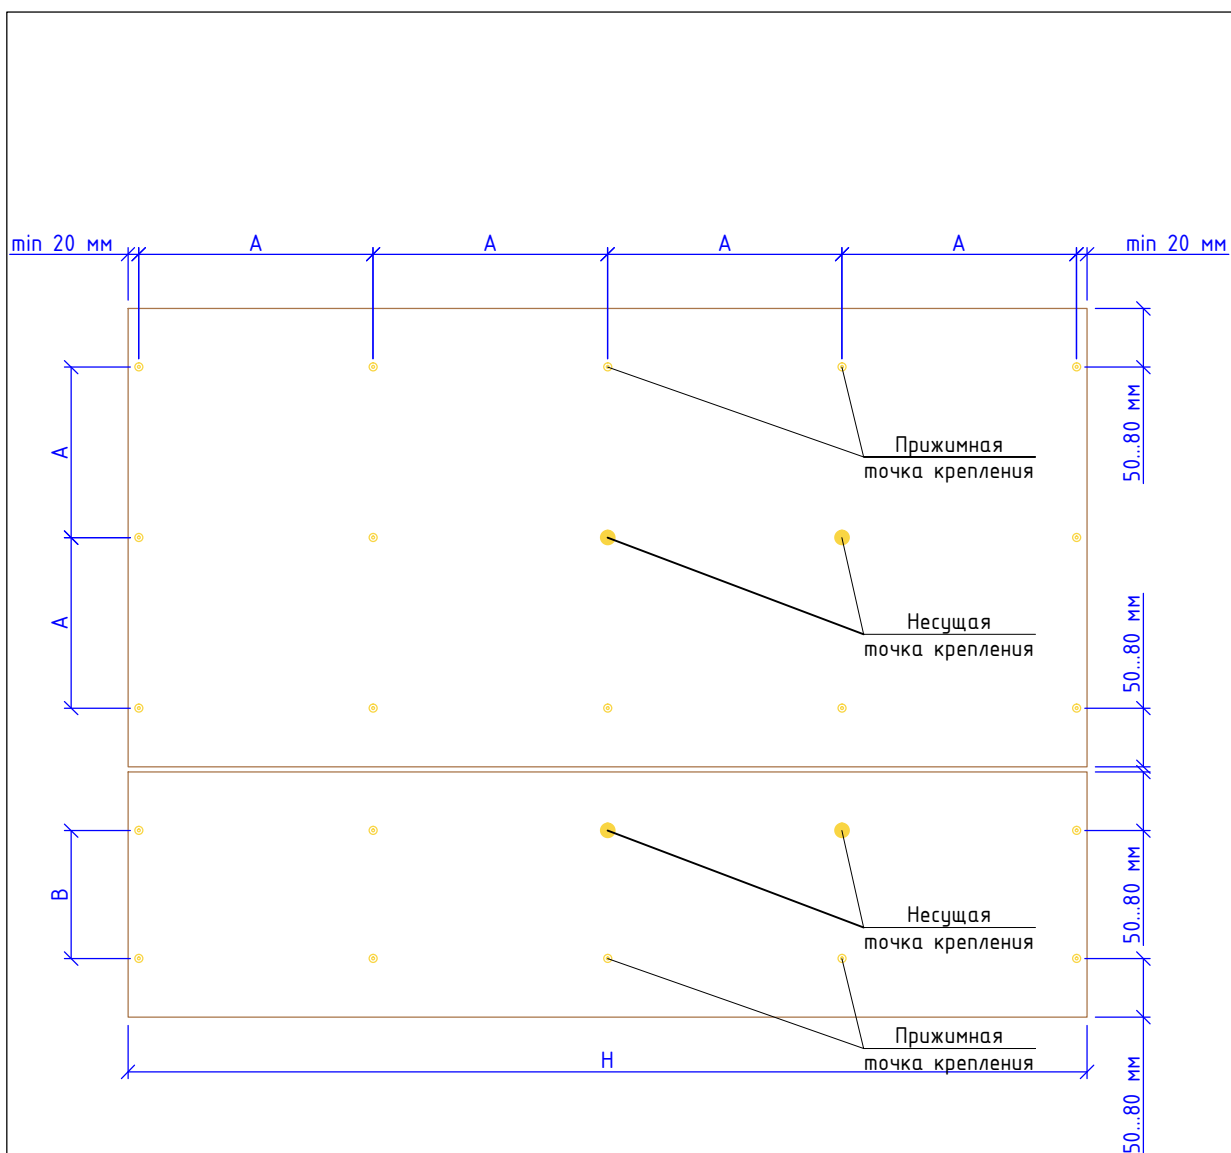 min 20 мм
A
A
A
A
min 20 мм
A
50...80 мм
Прижимная
точка крепления
A
50...80 мм
Несущая
точка крепления
B
50...80 мм
Несущая
точка крепления
Прижимная
точка крепления
H
50...80 мм